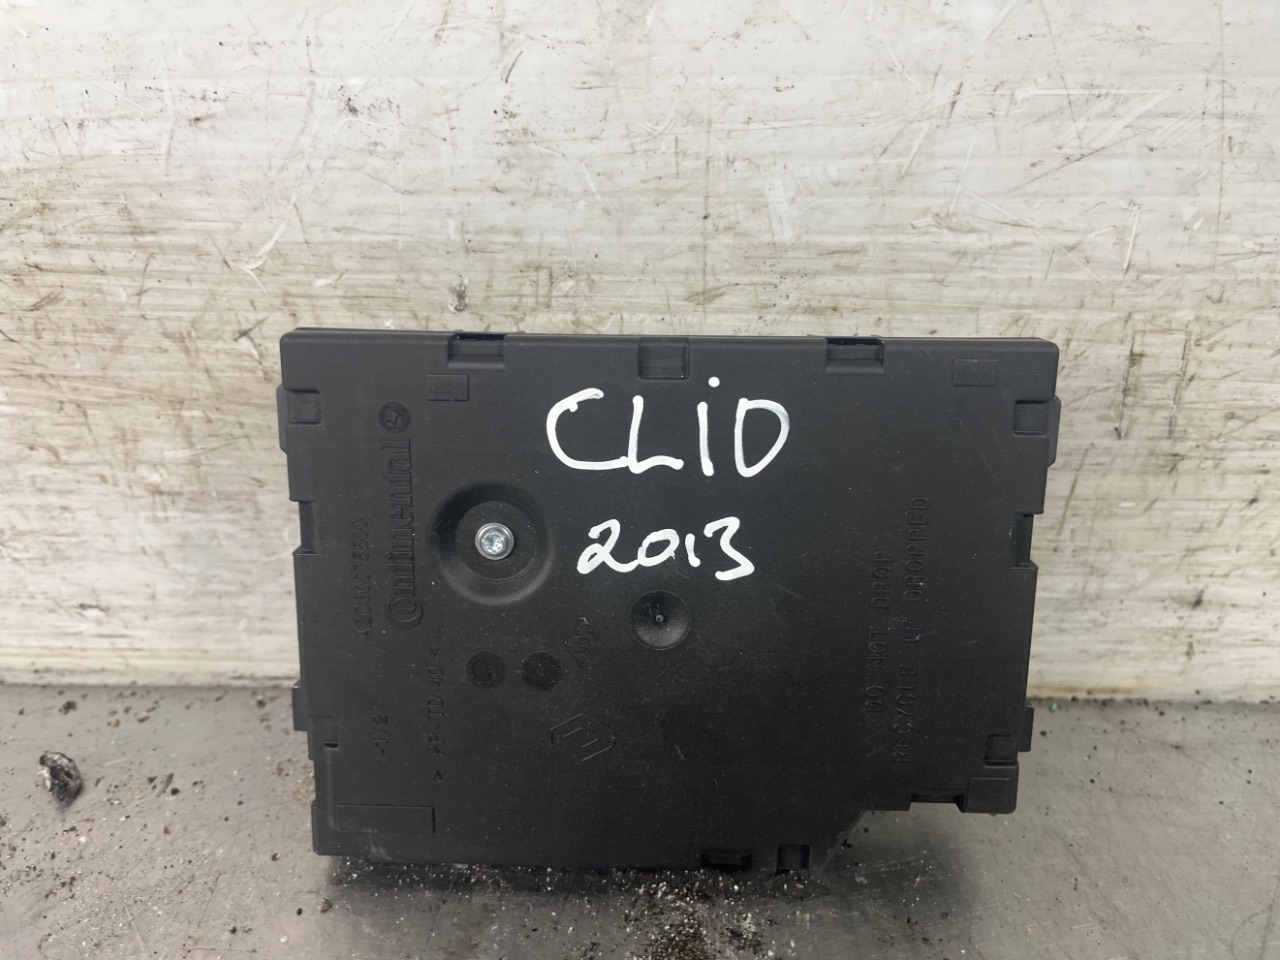 CLIO
2013
Continental
DO NOT DROP
RECYCLE IF DROPPED